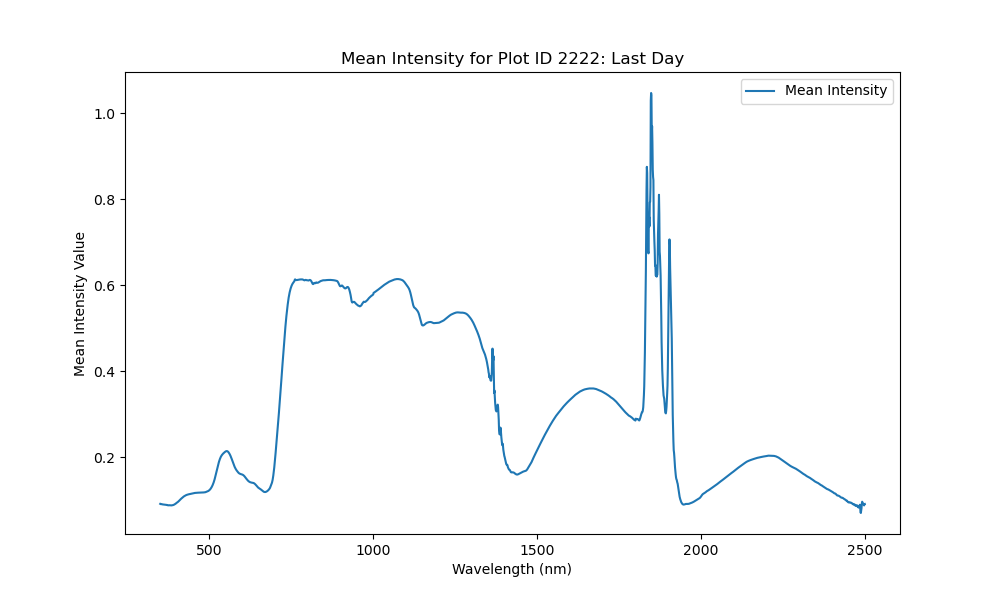 Mean Intensity for Plot ID 2222: Last Day
Mean Intensity
Mean Intensity Value
1.0
0.8
0.6
0.4
0.2
500 1000 1500 2000 2500
Wavelength (nm)